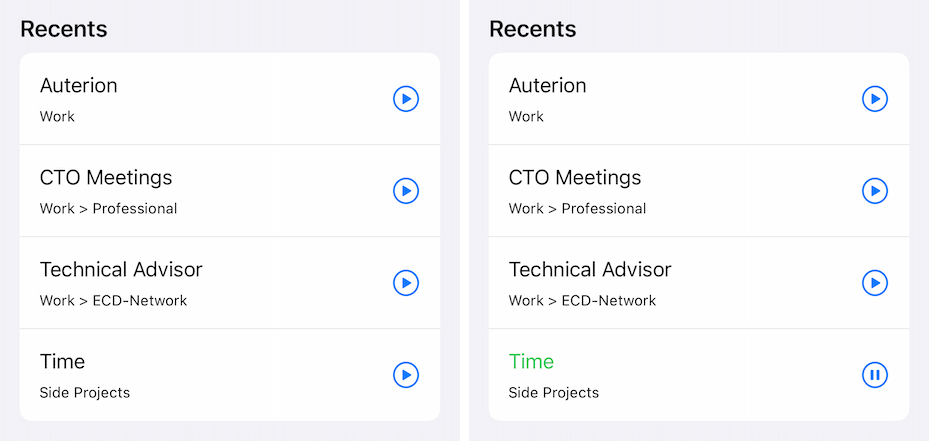 Recents
Auterion
Work
CTO Meetings
Work > Professional
Technical Advisor
Work > ECD-Network
Time
Side Projects
Recents
Auterion
Work
CTO Meetings
Work > Professional
Technical Advisor
Work > ECD-Network
Time
Side Projects